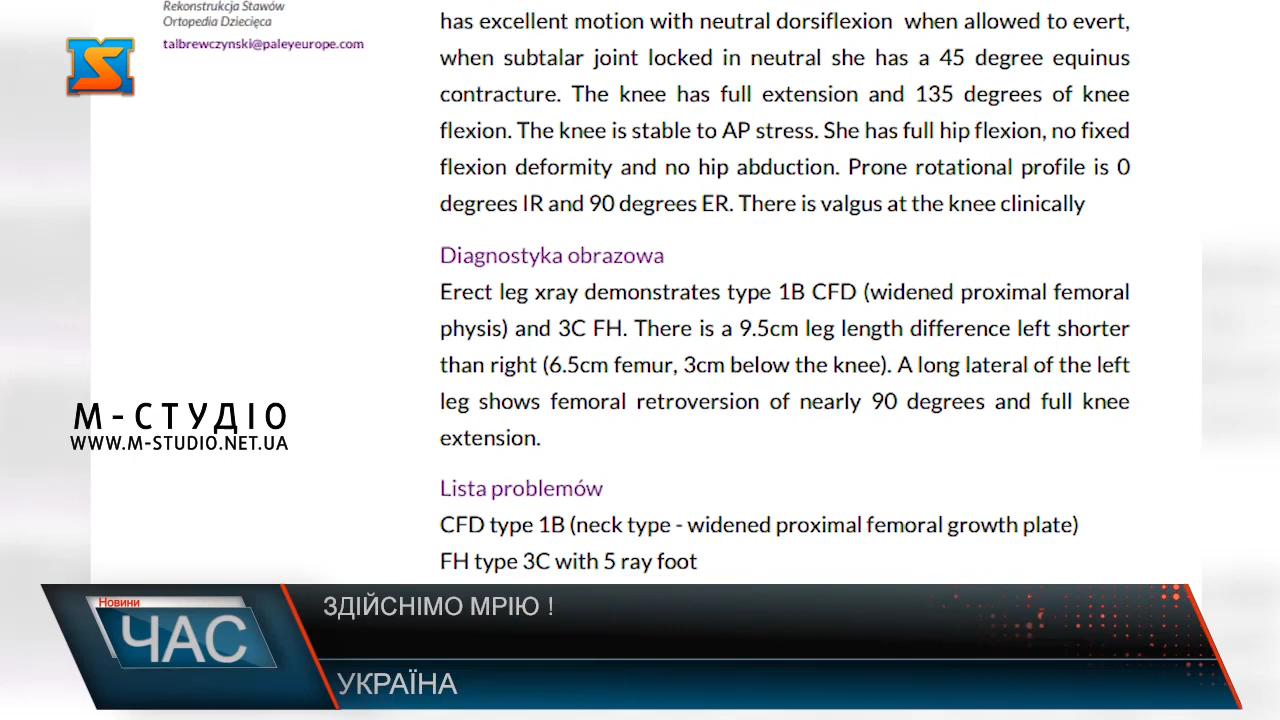 Rekonstrukcja Stawów
Ortopedia Dziecięca
talbrewczynski@paleyeurope.com
has excellent motion with neutral dorsiflexion when allowed to evert,
when subtalar joint locked in neutral she has a 45 degree equinus
contracture. The knee has full extension and 135 degrees of knee
flexion. The knee is stable to AP stress. She has full hip flexion, no fixed
flexion deformity and no hip abduction. Prone rotational profile is 0
degrees IR and 90 degrees ER. There is valgus at the knee clinically
Diagnostyka obrazowa
Erect leg xray demonstrates type 1B CFD (widened proximal femoral
physis) and 3C FH. There is a 9.5cm leg length difference left shorter
than right (6.5cm femur, 3cm below the knee). A long lateral of the left
leg shows femoral retroversion of nearly 90 degrees and full knee
extension.
Lista problemów
CFD type 1B (neck type - widened proximal femoral growth plate)
FH type 3C with 5 ray foot
М-СТУДІО
WWW.M-STUDIO.NET.UA
Новини
ЧАС
ЗДІЙСНІМО МРІЮ !
УКРАЇНА